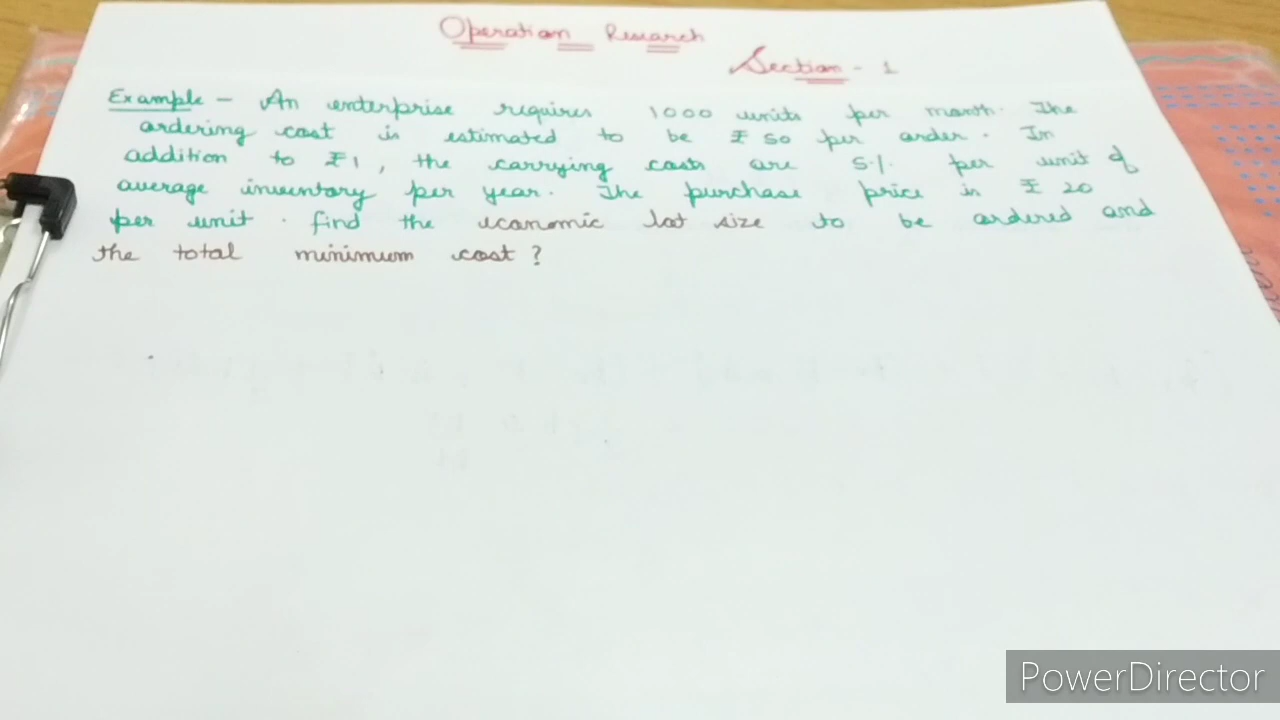 Operation Research
Section - 1
Example - An enterprise requires 1000 units per month. The
ordering cost is estimated to be ₹ 50 per order. In
addition to ₹1, the carrying costs are 5% per unit of
average inventory per year. The purchase price is ₹ 20
per unit. find the economic lot size to be ordered and
the total minimum cost ?
PowerDirector